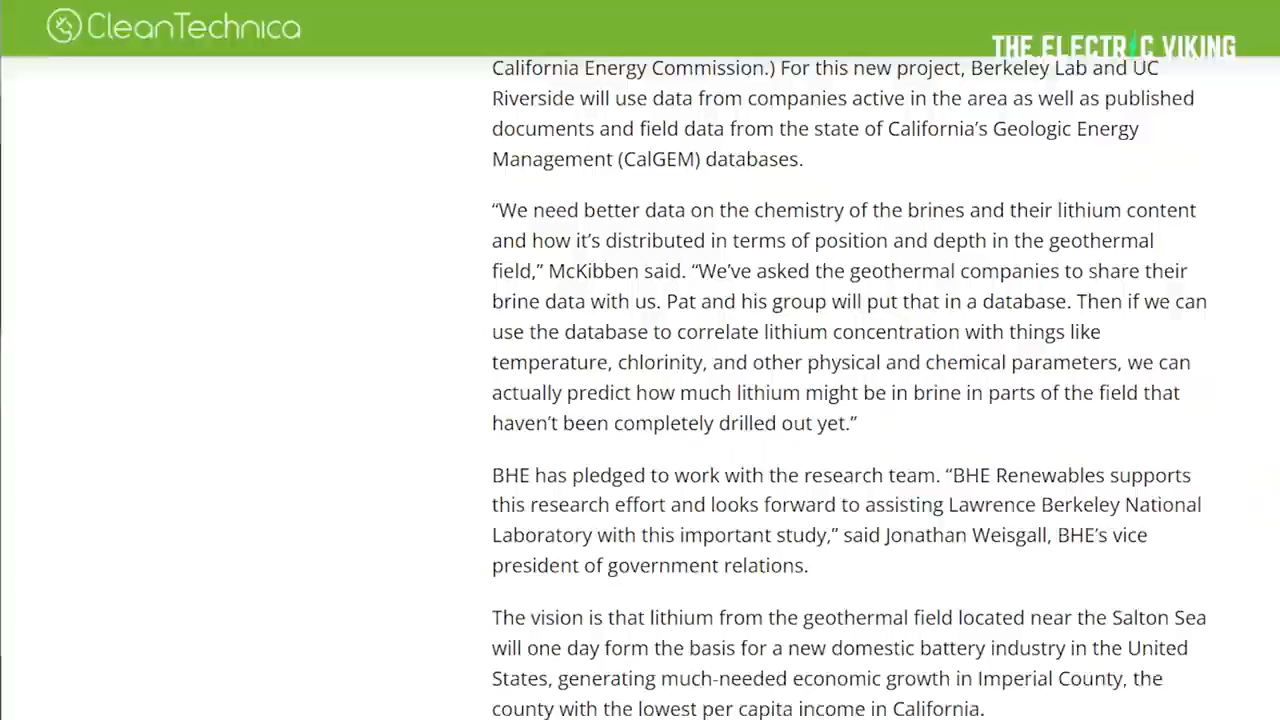 CleanTechnica
THE ELECTRIC VIKING
California Energy Commission.) For this new project, Berkeley Lab and UC
Riverside will use data from companies active in the area as well as published
documents and field data from the state of California’s Geologic Energy
Management (CalGEM) databases.
“We need better data on the chemistry of the brines and their lithium content
and how it’s distributed in terms of position and depth in the geothermal
field,” McKibben said. “We’ve asked the geothermal companies to share their
brine data with us. Pat and his group will put that in a database. Then if we can
use the database to correlate lithium concentration with things like
temperature, chlorinity, and other physical and chemical parameters, we can
actually predict how much lithium might be in brine in parts of the field that
haven’t been completely drilled out yet.”
BHE has pledged to work with the research team. “BHE Renewables supports
this research effort and looks forward to assisting Lawrence Berkeley National
Laboratory with this important study,” said Jonathan Weisgall, BHE’s vice
president of government relations.
The vision is that lithium from the geothermal field located near the Salton Sea
will one day form the basis for a new domestic battery industry in the United
States, generating much-needed economic growth in Imperial County, the
county with the lowest per capita income in California.